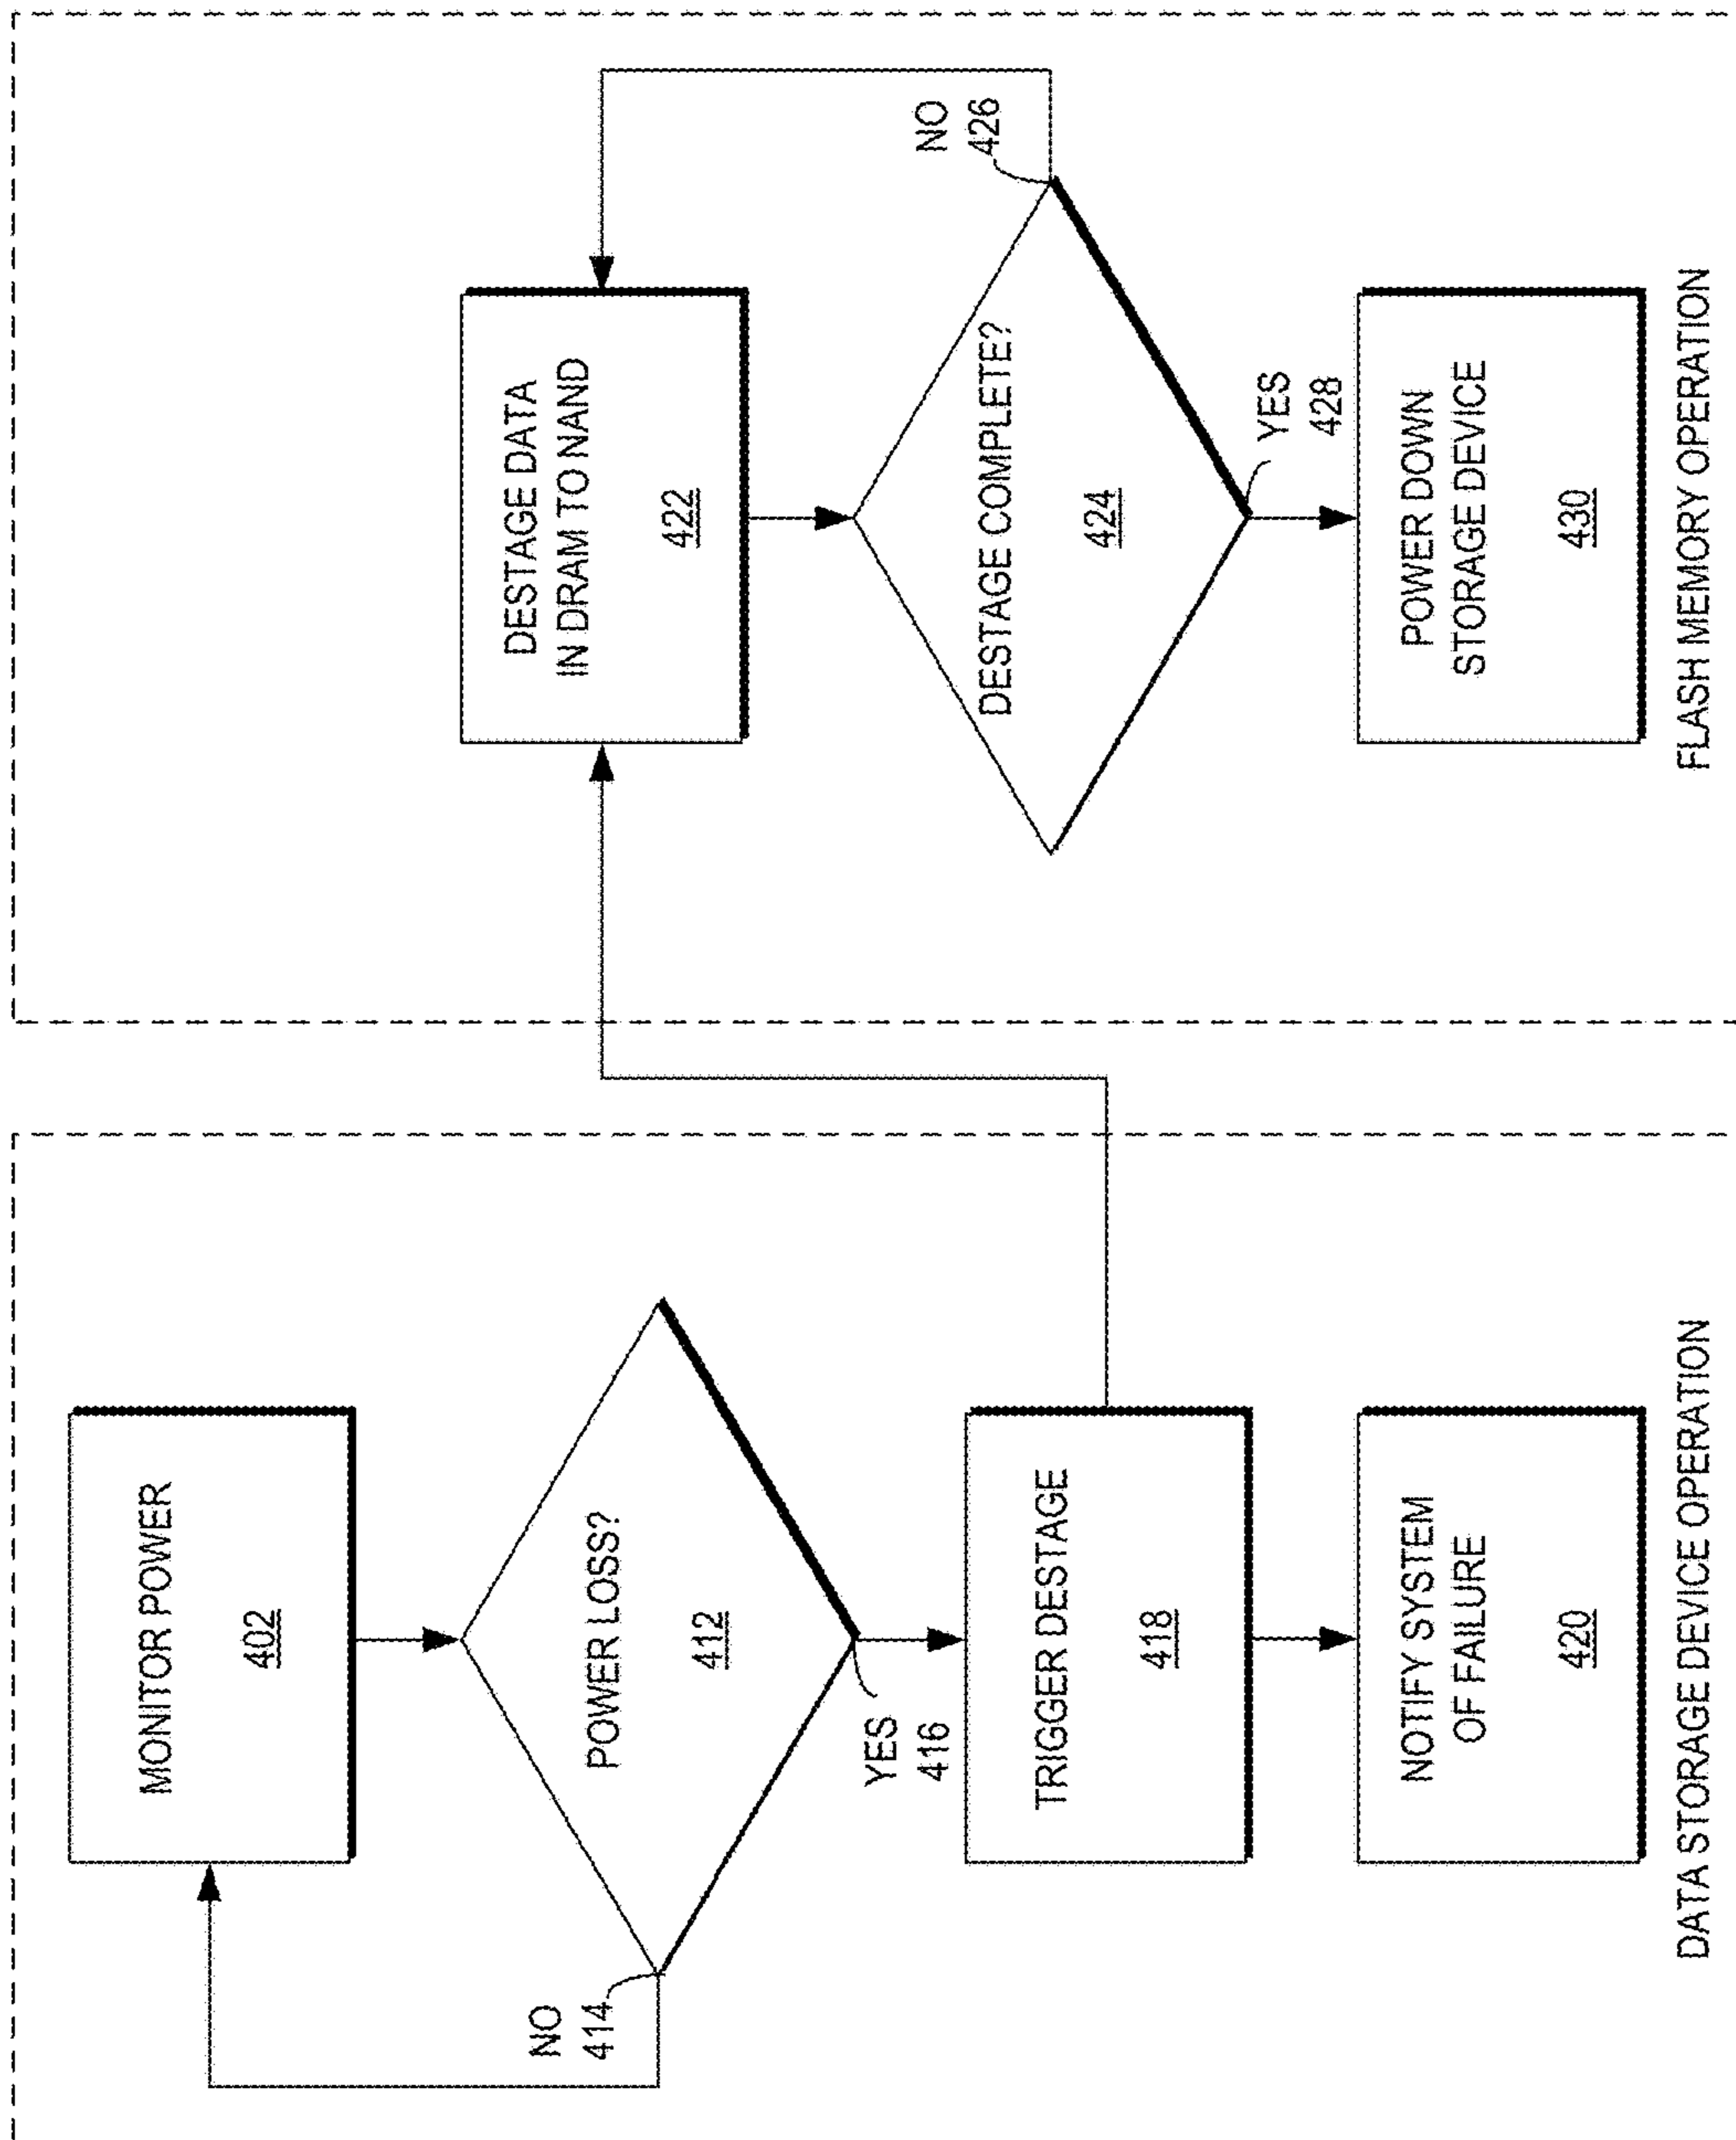 MONITOR POWER
402
POWER LOSS?
412
NO
414
YES
416
TRIGGER DESTAGE
418
NOTIFY SYSTEM
OF FAILURE
420
DATA STORAGE DEVICE OPERATION
DESTAGE DATA
IN DRAM TO NAND
422
DESTAGE COMPLETE?
424
NO
426
YES
428
POWER DOWN
STORAGE DEVICE
430
FLASH MEMORY OPERATION